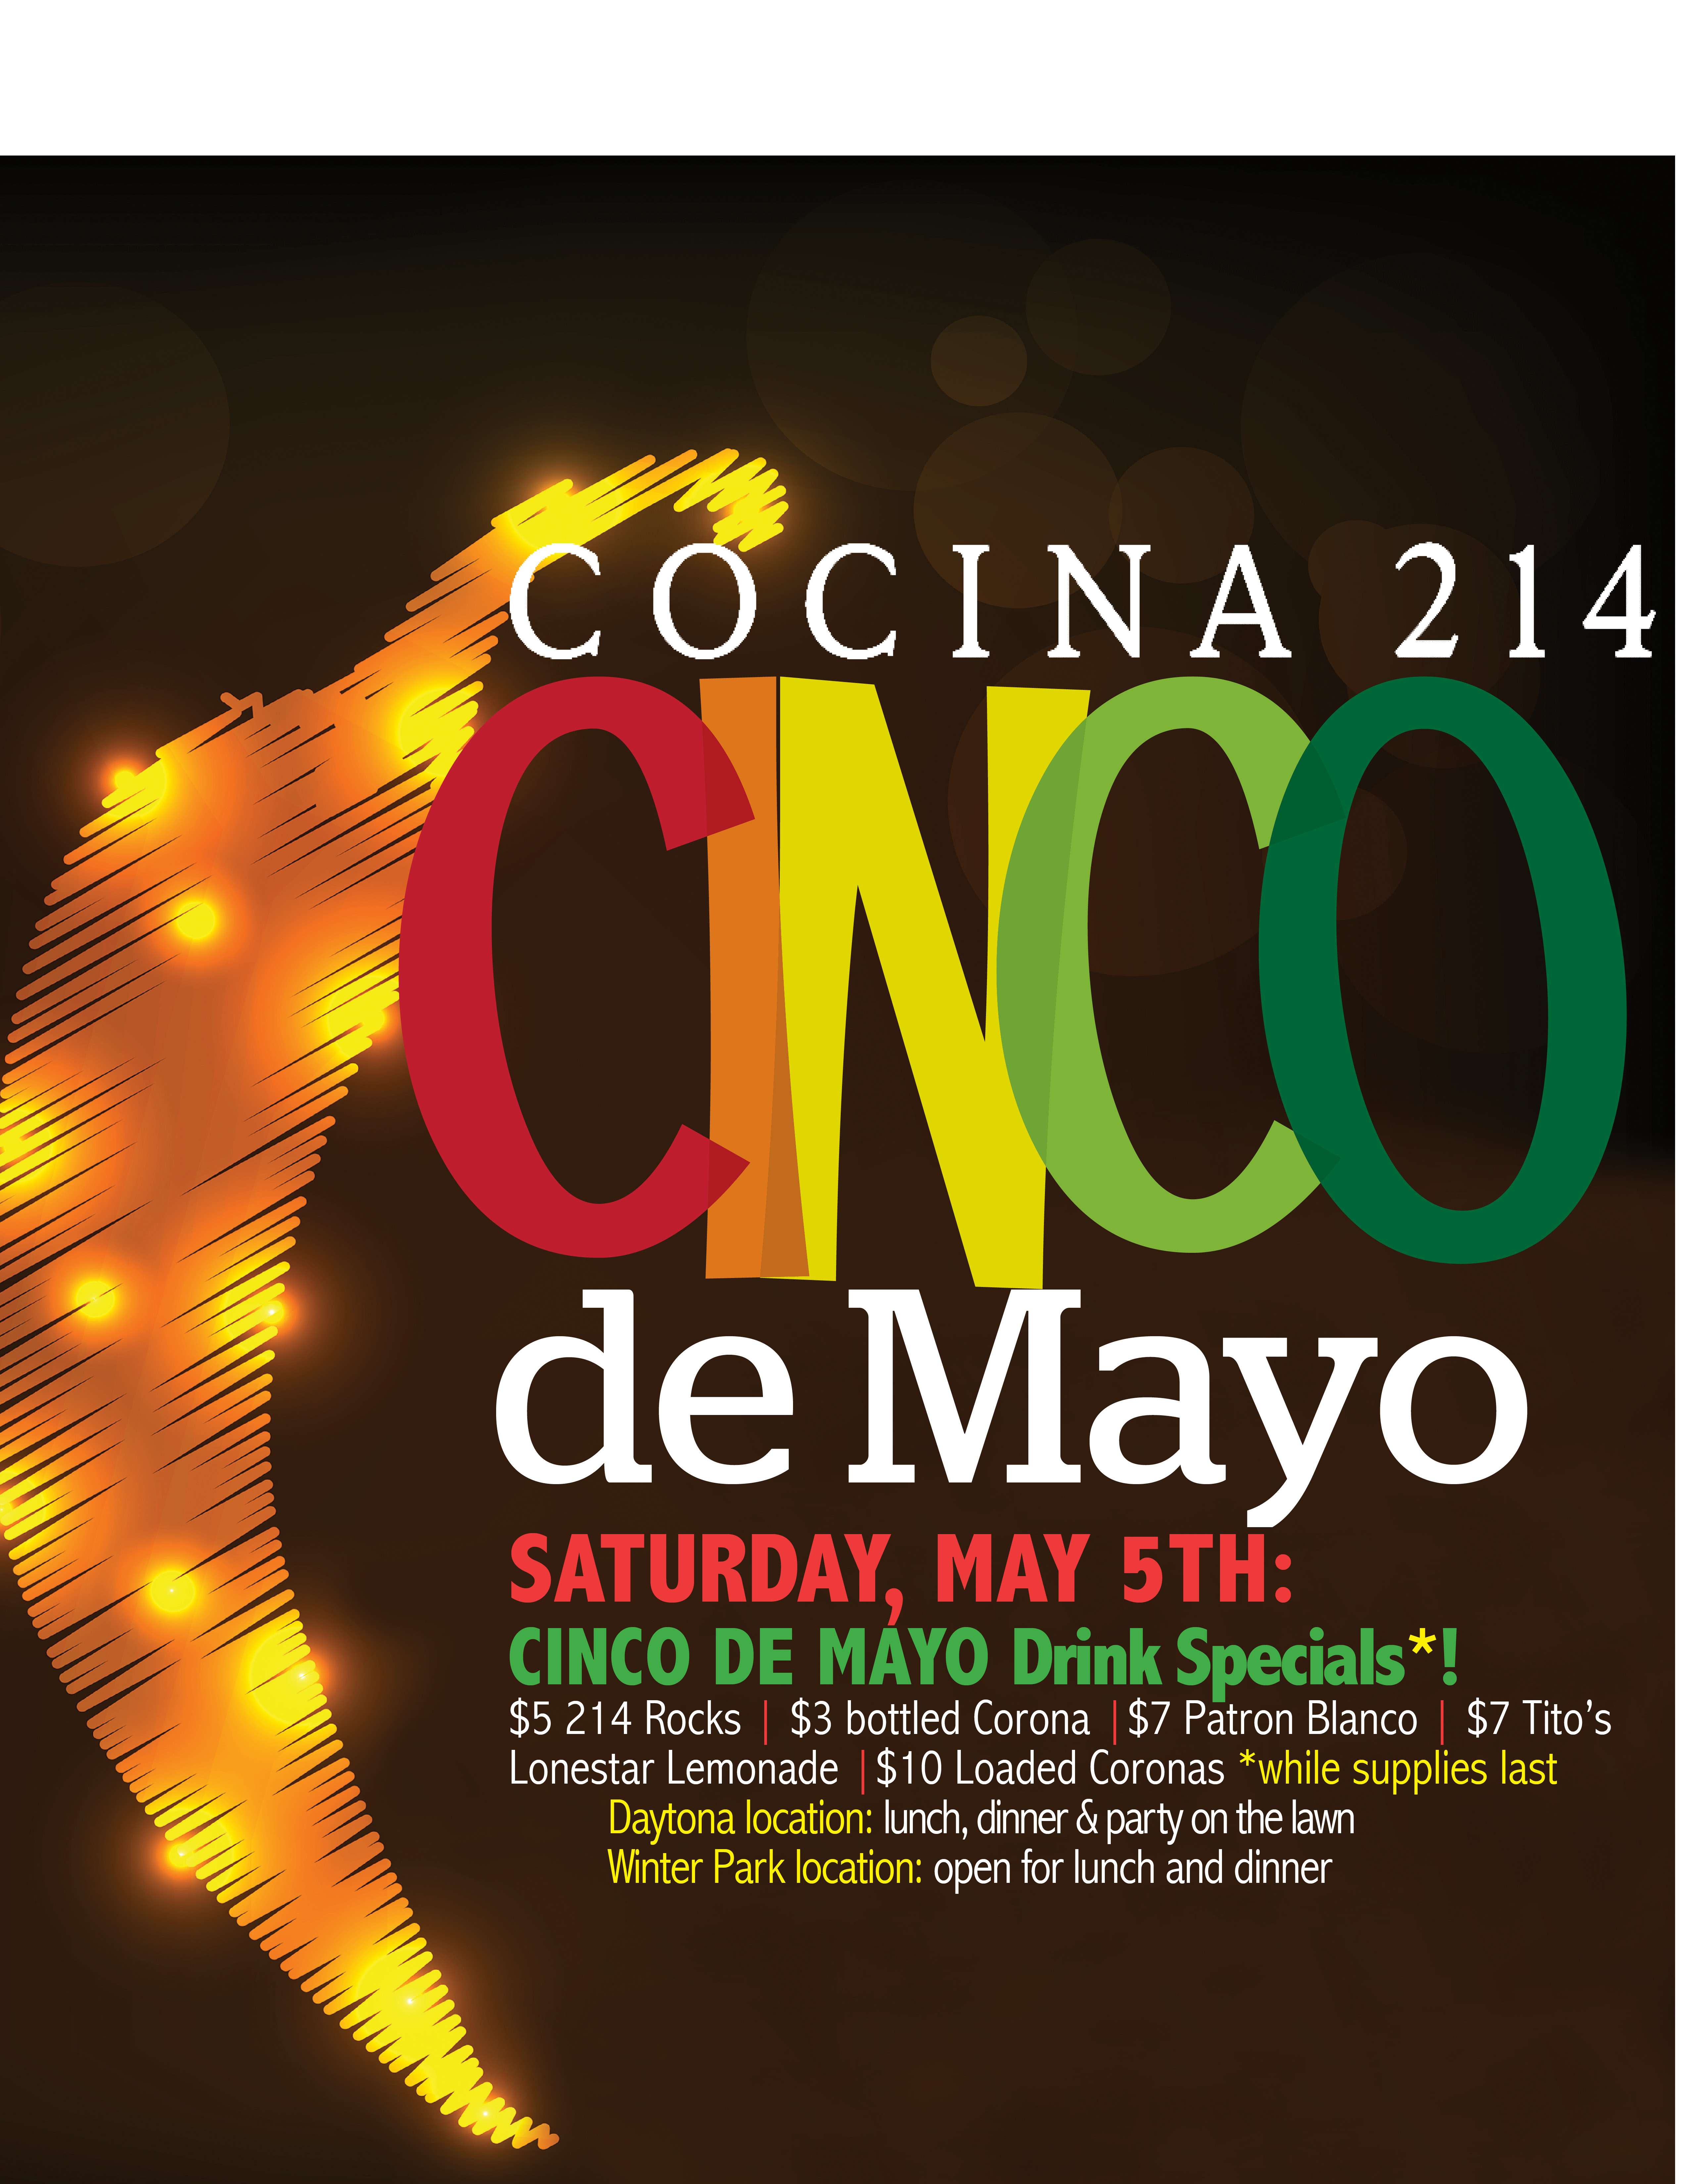 COCINA 214
CINCO
de Mayo
SATURDAY, MAY 5TH:
CINCO DE MAYO Drink Specials*!
$5 214 Rocks | $3 bottled Corona | $7 Patron Blanco | $7 Tito’s
Lonestar Lemonade | $10 Loaded Coronas *while supplies last
Daytona location: lunch, dinner & party on the lawn
Winter Park location: open for lunch and dinner